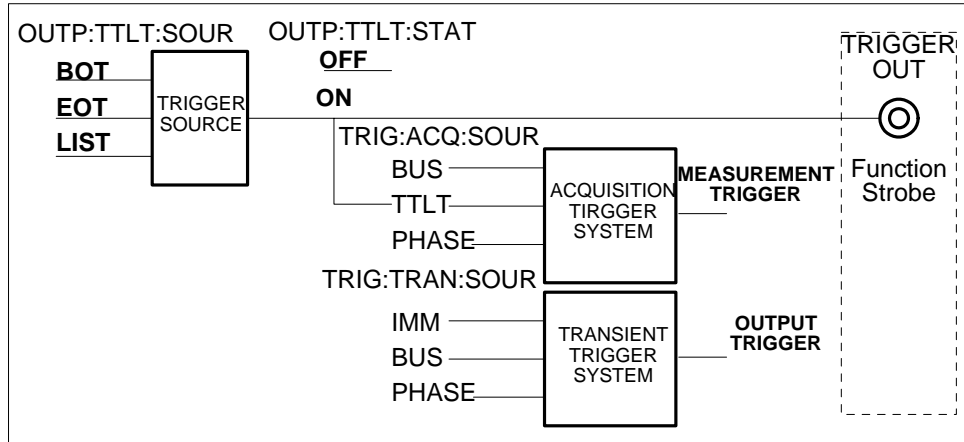 OUTP:TTLT:SOUR
OUTP:TTLT:STAT
BOT
EOT
LIST
TRIGGER
SOURCE
OFF
ON
TRIG:ACQ:SOUR
BUS
TTLT
PHASE
ACQUISITION
TIRGGER
SYSTEM
MEASUREMENT
TRIGGER
TRIG:TRAN:SOUR
IMM
BUS
PHASE
TRANSIENT
TRIGGER
SYSTEM
OUTPUT
TRIGGER
TRIGGER
OUT
Function
Strobe